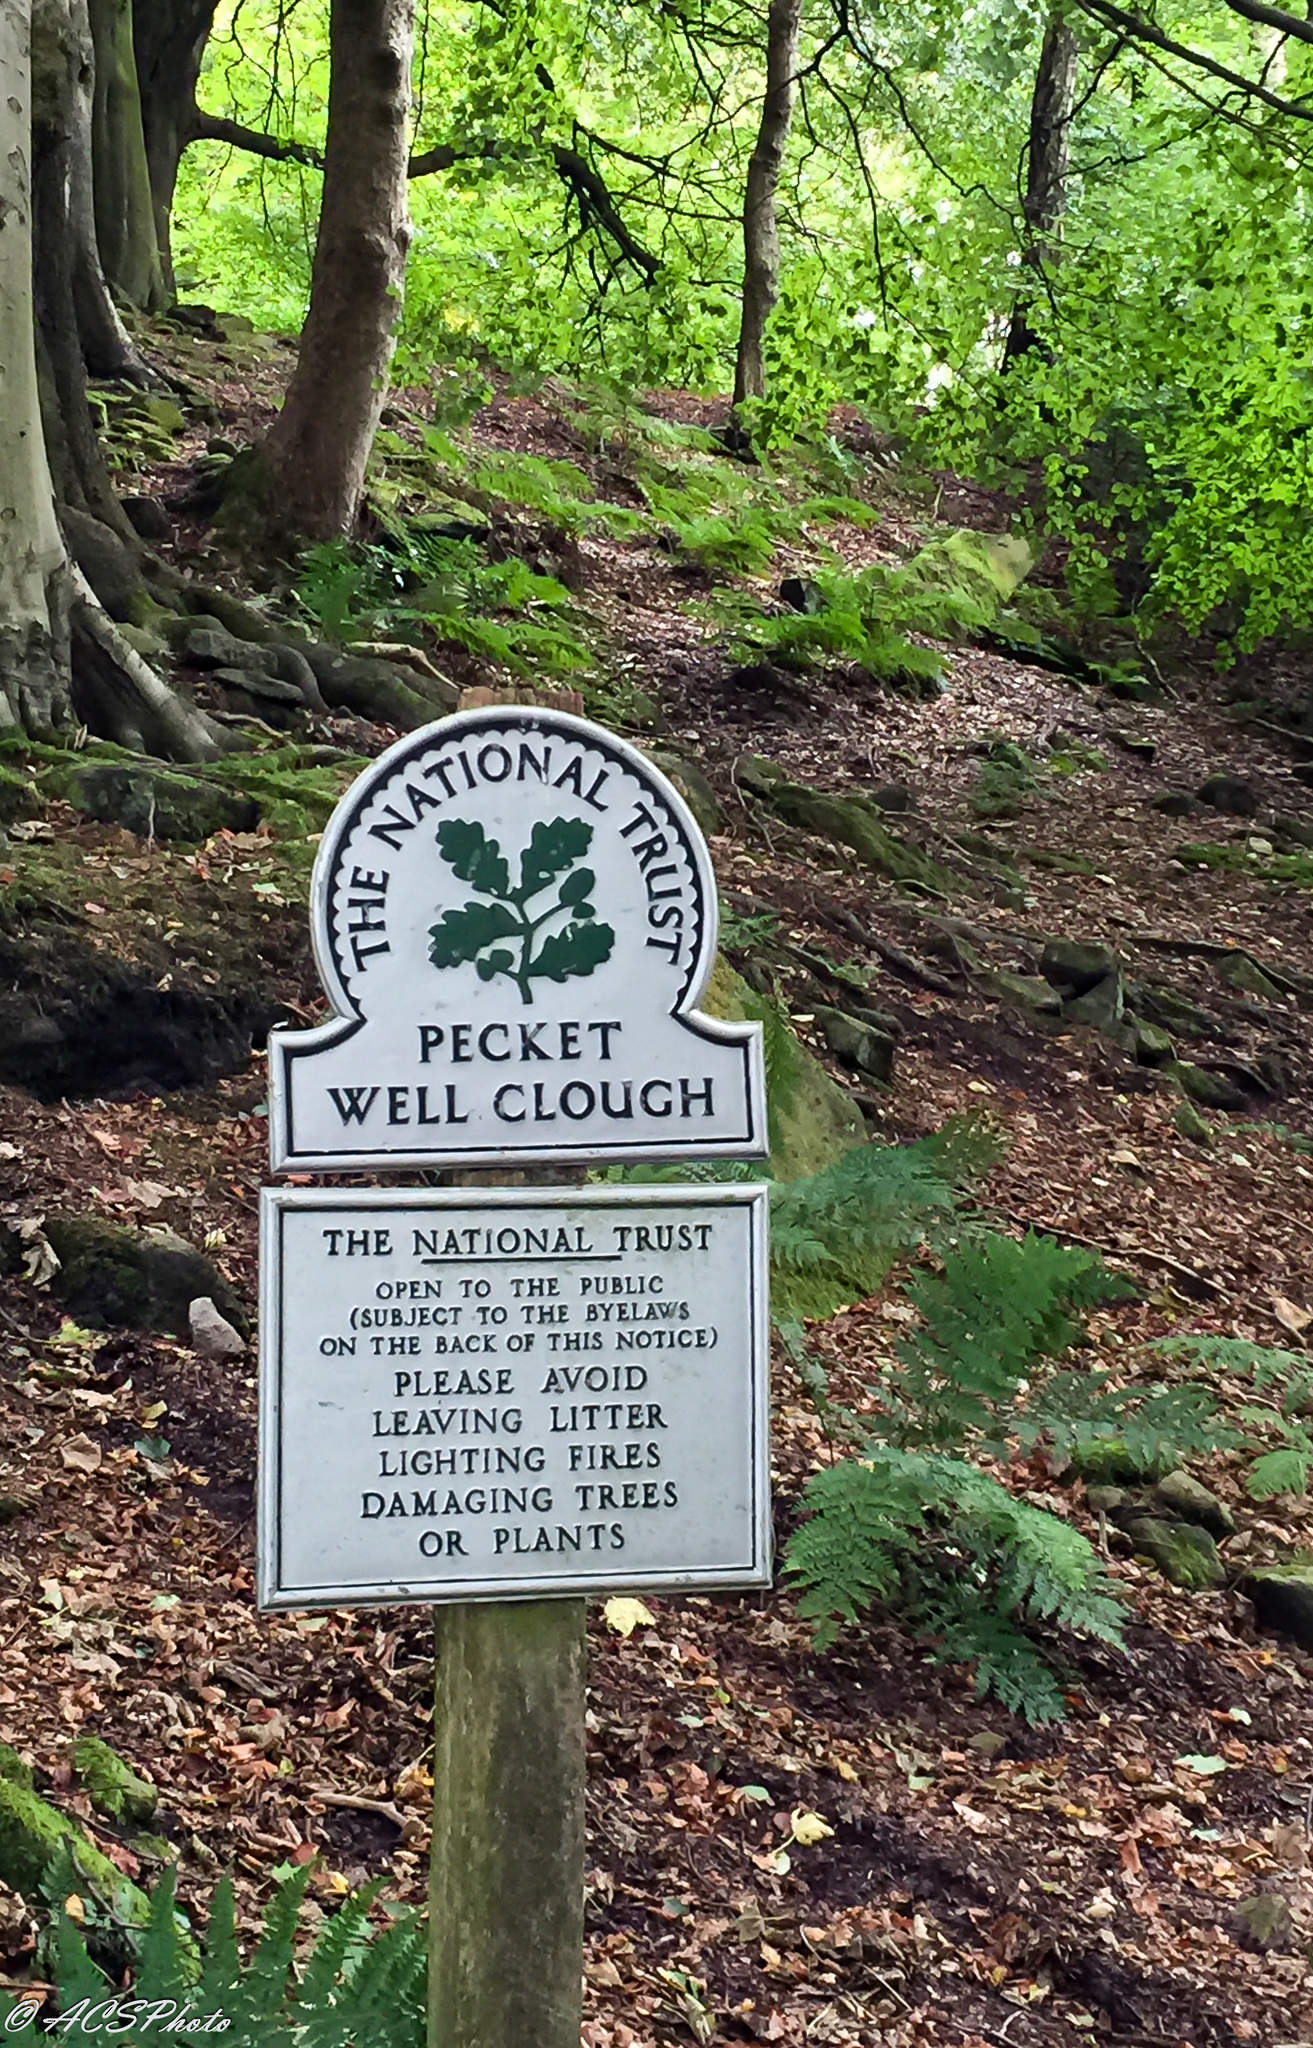 THE NATIONAL TRUST
PECKET
WELL CLOUGH
THE NATIONAL TRUST
OPEN TO THE PUBLIC
(SUBJECT TO THE BYELAWS
ON THE BACK OF THIS NOTICE)
PLEASE AVOID
LEAVING LITTER
LIGHTING FIRES
DAMAGING TREES
OR PLANTS
© ACSPhoto